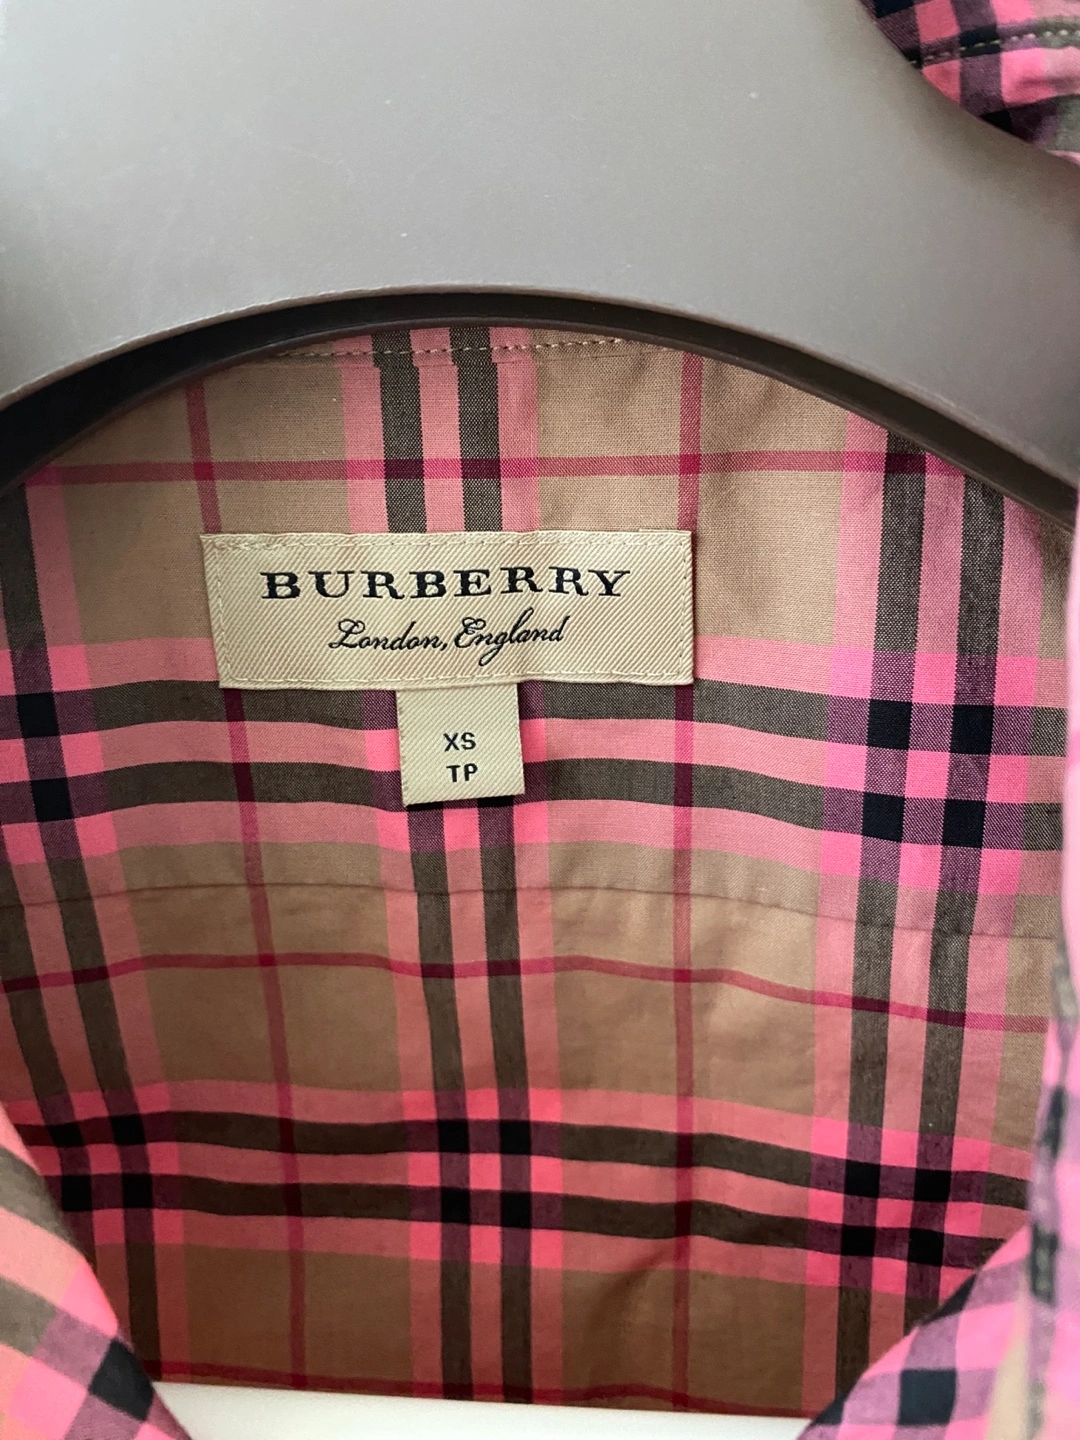 BURBERRY
London, England
XS
TP